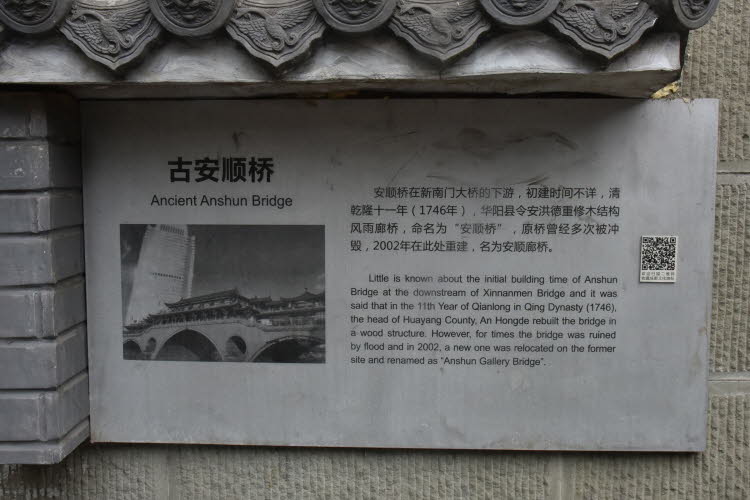 古安顺桥
Ancient Anshun Bridge
安顺桥在新南门大桥的下游，初建时间不详，清
乾隆十一年（1746年），华阳县令安洪德重修木结构
风雨廊桥，命名为“安顺桥”，原桥曾经多次被冲
毁，2002年在此处重建，名为安顺廊桥。
Little is known about the initial building time of Anshun
Bridge at the downstream of Xinnanmen Bridge and it was
said that in the 11th Year of Qianlong in Qing Dynasty (1746),
the head of Huayang County, An Hongde rebuilt the bridge in
a wood structure. However, for times the bridge was ruined
by flood and in 2002, a new one was relocated on the former
site and renamed as “Anshun Gallery Bridge”.